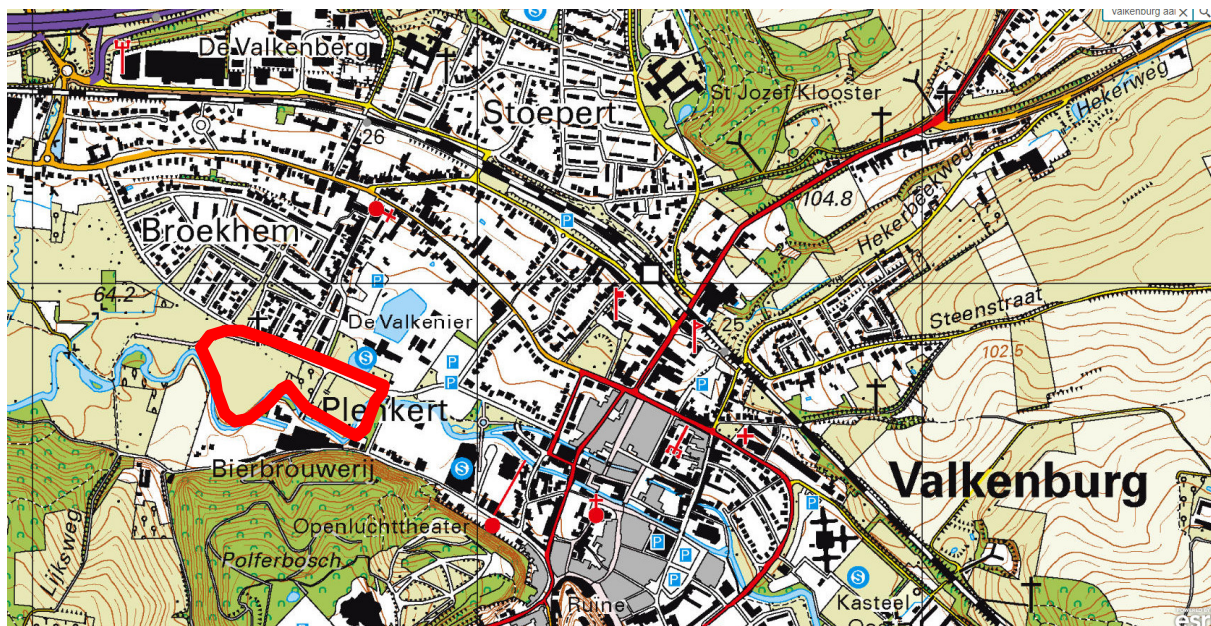 valkenburg aa
De Valkenberg
Stoepert
St Jozef Klooster
Hekerweg
26
Hekerbeetweg
104.8
Broekhem
P
64.2
P
De Valkenier
25
Steenstraat
102.5
S
P
P
P
Plenkert
Bierbrouwerij
S
Valkenburg
P
Lijksweg
Openluchttheater
Polferbosch
P
P
P
S
Ruine
Kasteel
esri